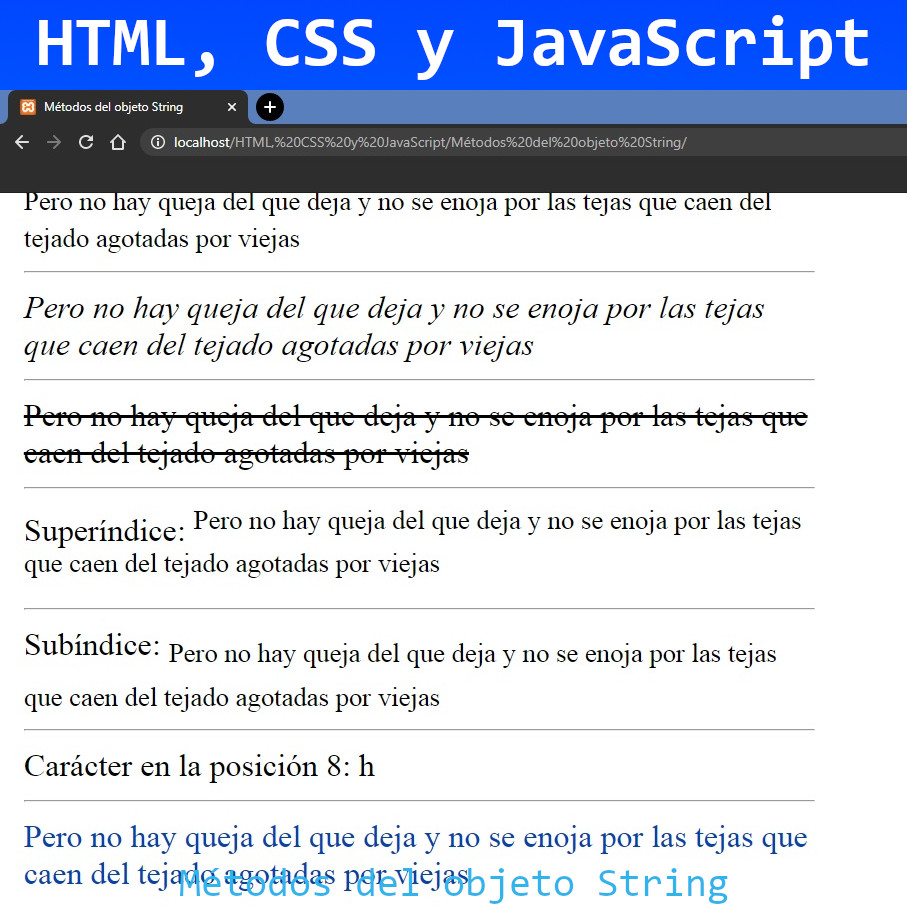 HTML, CSS y JavaScript
Métodos del objeto String
localhost/HTML,%20CSS%20y%20JavaScript/Métodos%20del%20objeto%20String/
Pero no hay queja del que deja y no se enoja por las tejas que caen del
tejado agotadas por viejas
Pero no hay queja del que deja y no se enoja por las tejas
que caen del tejado agotadas por viejas
Pero no hay queja del que deja y no se enoja por las tejas que
caen del tejado agotadas por viejas
Superíndice: Pero no hay queja del que deja y no se enoja por las tejas
que caen del tejado agotadas por viejas
Subíndice: Pero no hay queja del que deja y no se enoja por las tejas
que caen del tejado agotadas por viejas
Carácter en la posición 8: h
Pero no hay queja del que deja y no se enoja por las tejas que
caen del tejado agotadas por viejas
Métodos del objeto String